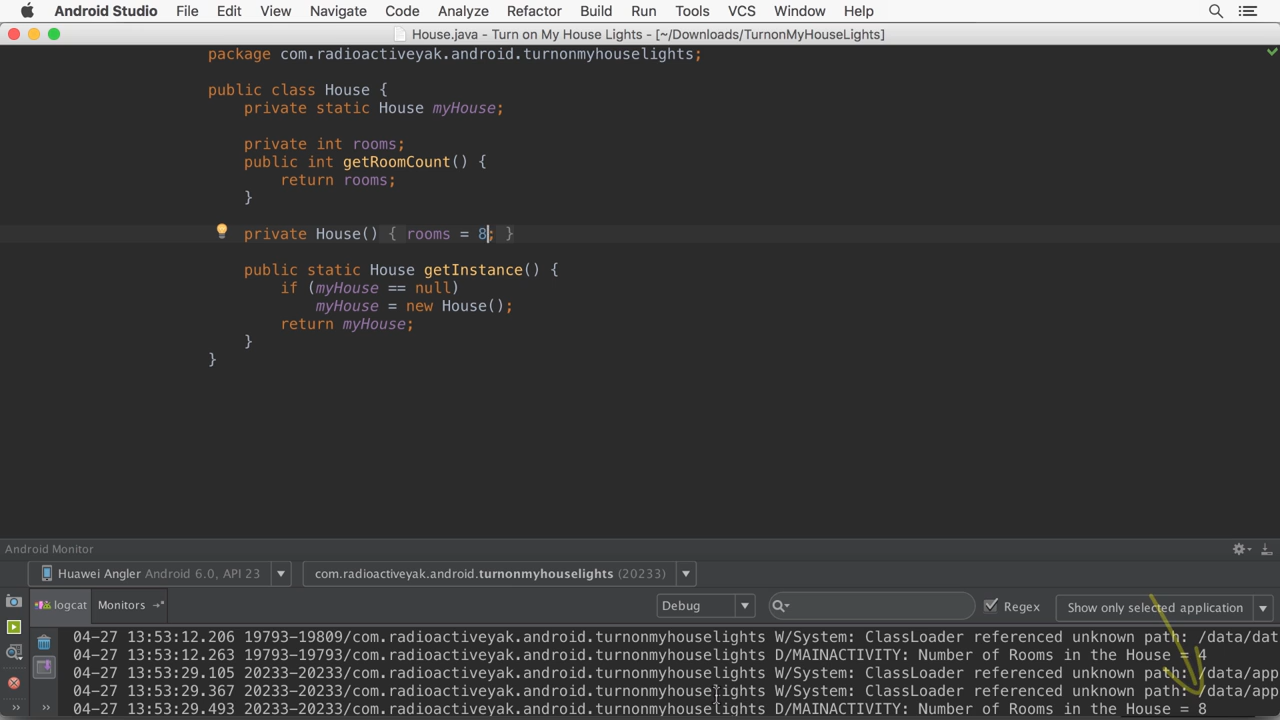 Android Studio File Edit View Navigate Code Analyze Refactor Build Run Tools VCS Window Help
House.java - Turn on My House Lights - [~/Downloads/TurnonMyHouseLights]
package com.radioactiveyak.android.turnonmyhouselights;
public class House {
private static House myHouse;
private int rooms;
public int getRoomCount() {
return rooms;
}
private House() { rooms = 8; }
public static House getInstance() {
if (myHouse == null)
myHouse = new House();
return myHouse;
}
}
Android Monitor
Huawei Angler Android 6.0, API 23 com.radioactiveyak.android.turnonmyhouselights (20233)
logcat Monitors Debug Regex Show only selected application
04-27 13:53:12.206 19793-19809/com.radioactiveyak.android.turnonmyhouselights W/System: ClassLoader referenced unknown path: /data/dat
04-27 13:53:12.263 19793-19793/com.radioactiveyak.android.turnonmyhouselights D/MAINACTIVITY: Number of Rooms in the House = 4
04-27 13:53:29.105 20233-20233/com.radioactiveyak.android.turnonmyhouselights W/System: ClassLoader referenced unknown path: /data/app
04-27 13:53:29.367 20233-20233/com.radioactiveyak.android.turnonmyhouselights W/System: ClassLoader referenced unknown path: /data/app
04-27 13:53:29.493 20233-20233/com.radioactiveyak.android.turnonmyhouselights D/MAINACTIVITY: Number of Rooms in the House = 8